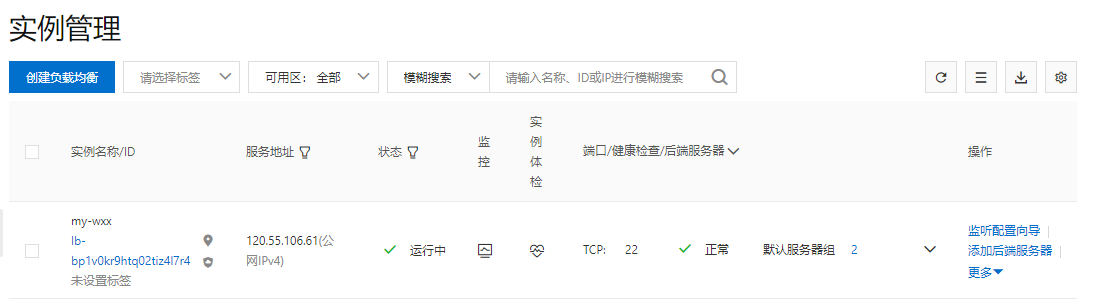 实例管理
创建负载均衡 请选择标签 可用区: 全部 模糊搜索 请输入名称、ID或IP进行模糊搜索
实例名称/ID 服务地址 状态 监控 实例体检 端口/健康检查/后端服务器 操作
my-wxx
lb-
bp1v0kr9htq02tiz4l7r4
未设置标签
120.55.106.61(公
网IPv4)
运行中
TCP: 22 正常 默认服务器组 2
监听配置向导
添加后端服务器
更多